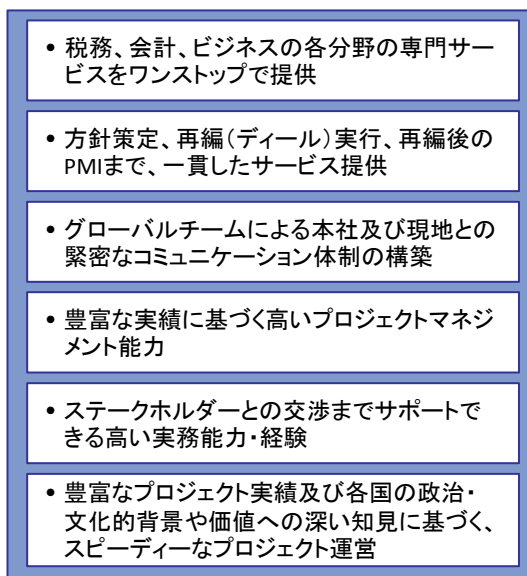 • 税務、会計、ビジネスの各分野の専門サー
ビスをワンストップで提供
• 方針策定、再編（ディール）実行、再編後の
PMIまで、一貫したサービス提供
• グローバルチームによる本社及び現地との
緊密なコミュニケーション体制の構築
• 豊富な実績に基づく高いプロジェクトマネジ
メント能力
• ステークホルダーとの交渉までサポートで
きる高い実務能力・経験
• 豊富なプロジェクト実績及び各国の政治・
文化的背景や価値への深い知見に基づく、
スピーディーなプロジェクト運営